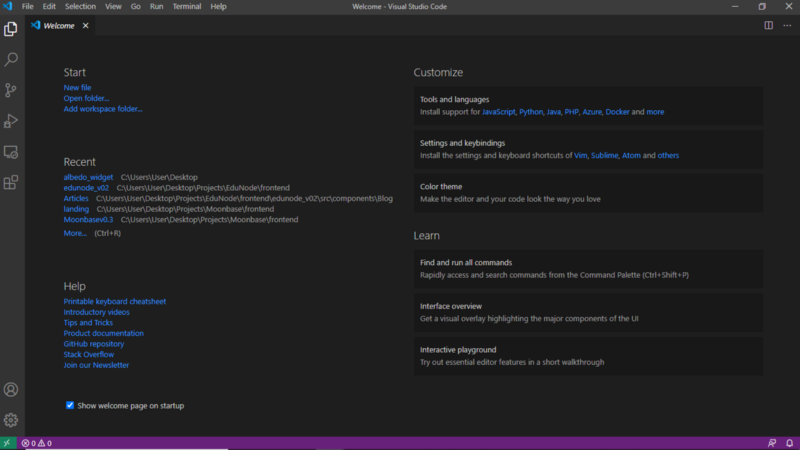 File Edit Selection View Go Run Terminal Help
Welcome - Visual Studio Code
Welcome
Start
New file
Open folder...
Add workspace folder...
Recent
albedo_widget C:\Users\User\Desktop
edunode_v02 C:\Users\User\Desktop\Projects\EduNode\frontend
Articles C:\Users\User\Desktop\Projects\EduNode\frontend\edunode_v02\src\components\Blog
landing C:\Users\User\Desktop\Projects\Moonbase\frontend
Moonbasev0.3 C:\Users\User\Desktop\Projects\Moonbase\frontend
More... (Ctrl+R)
Help
Printable keyboard cheatsheet
Introductory videos
Tips and Tricks
Product documentation
GitHub repository
Stack Overflow
Join our Newsletter
Show welcome page on startup
Customize
Tools and languages
Install support for JavaScript, Python, Java, PHP, Azure, Docker and more
Settings and keybindings
Install the settings and keyboard shortcuts of Vim, Sublime, Atom and others
Color theme
Make the editor and your code look the way you love
Learn
Find and run all commands
Rapidly access and search commands from the Command Palette (Ctrl+Shift+P)
Interface overview
Get a visual overlay highlighting the major components of the UI
Interactive playground
Try out essential editor features in a short walkthrough
0 0